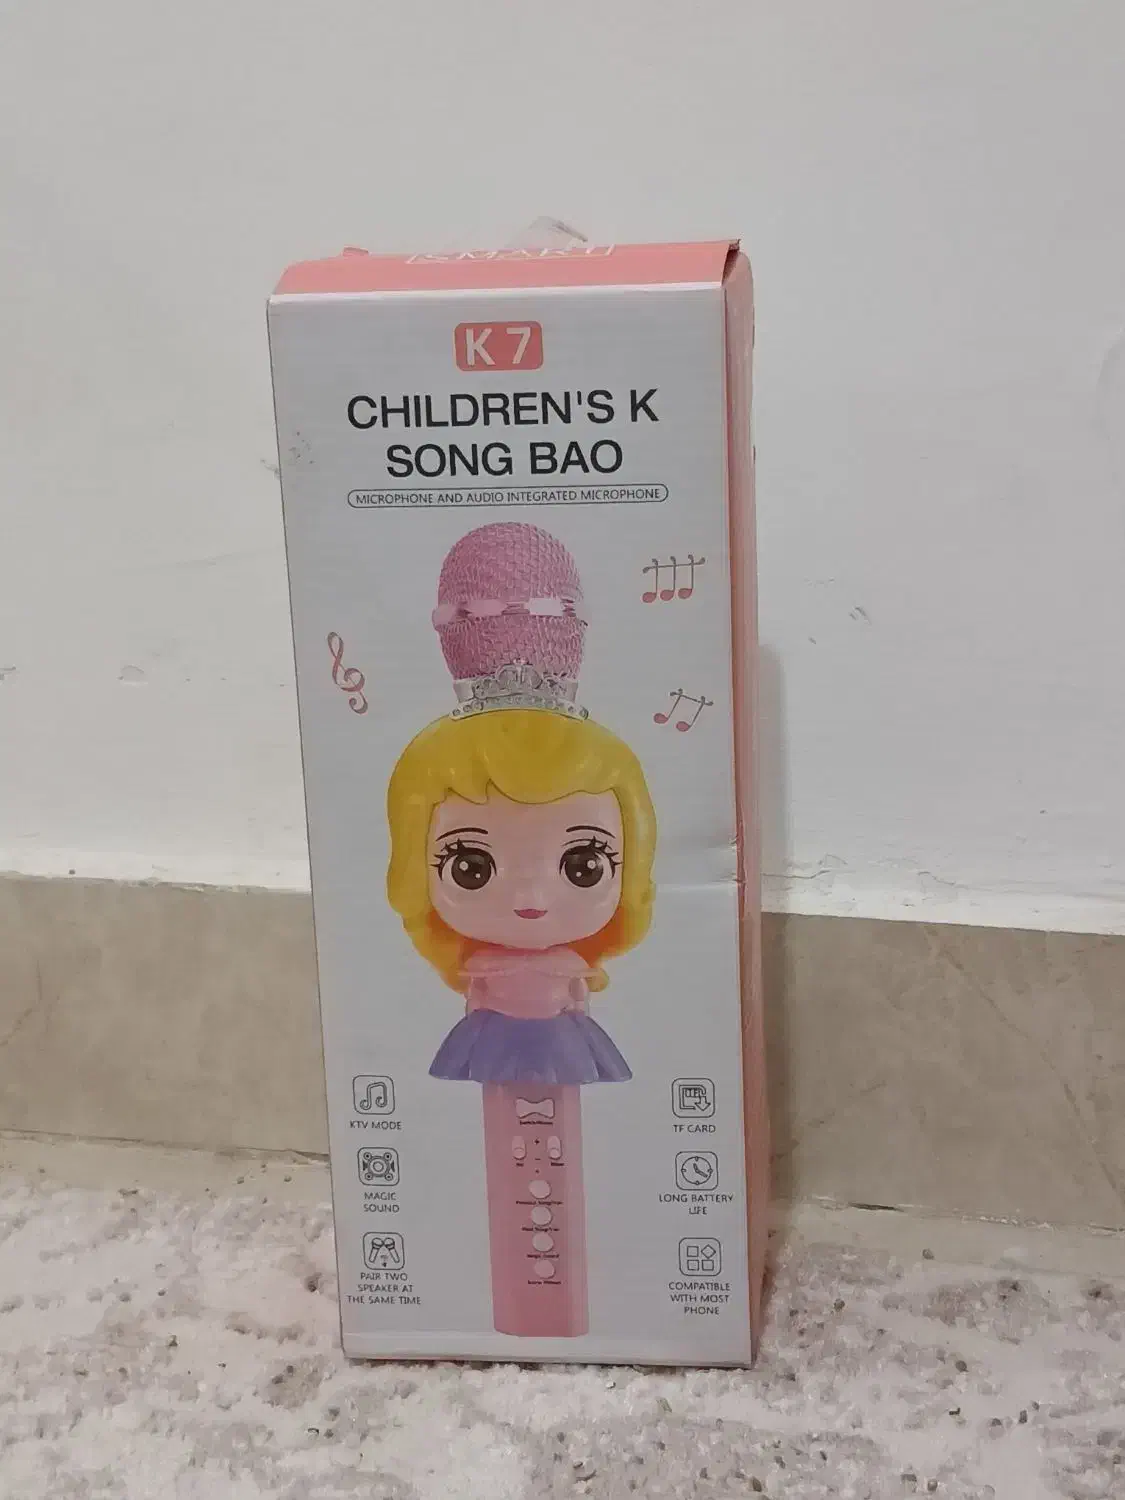 K 7
CHILDREN'S K
SONG BAO
MICROPHONE AND AUDIO INTEGRATED MICROPHONE
KTV MODE
MAGIC
SOUND
PAIR TWO
SPEAKER AT
THE SAME TIME
TF CARD
LONG BATTERY
LIFE
COMPATIBLE
WITH MOST
PHONE